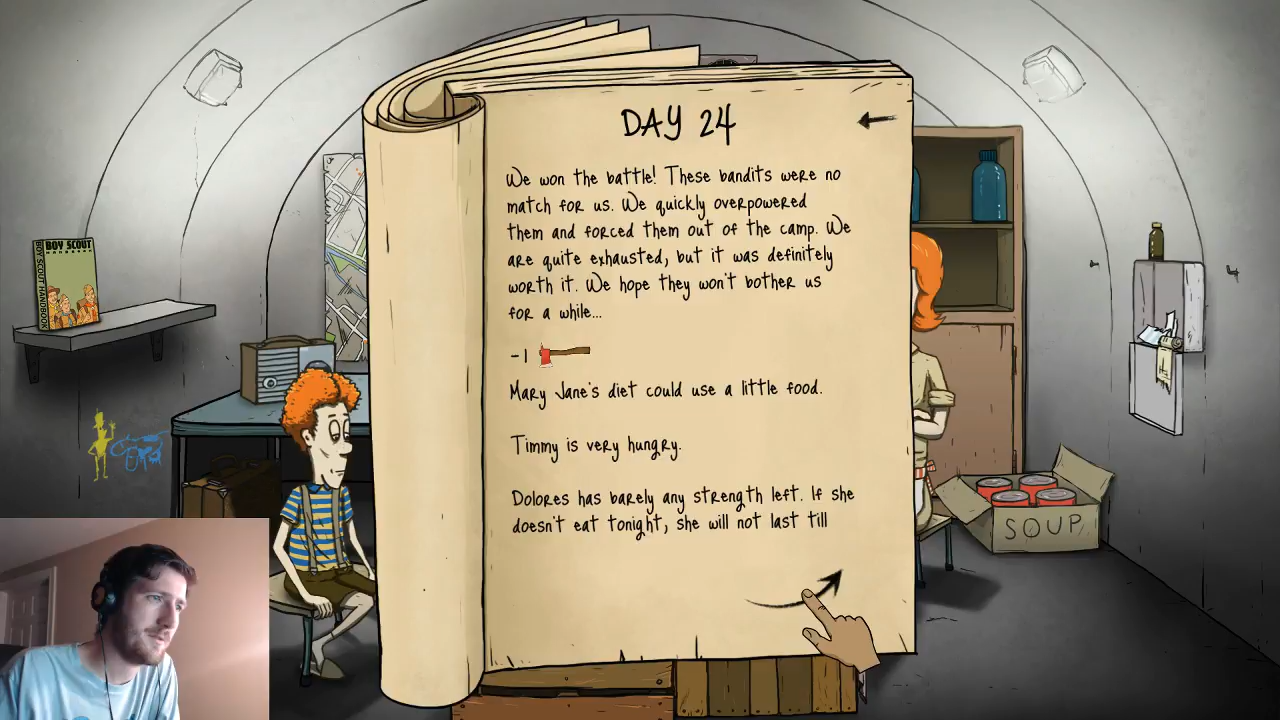 DAY 24
We won the battle! These bandits were no
match for us. We quickly overpowered
them and forced them out of the camp. We
are quite exhausted, but it was definitely
worth it. We hope they won't bother us
for a while...
-1
Mary Jane's diet could use a little food.
Timmy is very hungry.
Dolores has barely any strength left. If she
doesn't eat tonight, she will not last till
BOY SCOUT
HANDBOOK
BOY SCOUT HANDBOOK
SOUP